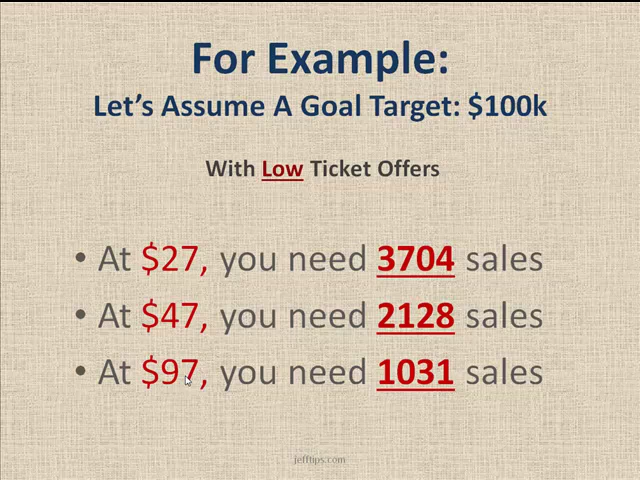 For Example:
Let's Assume A Goal Target: $100k
With Low Ticket Offers
• At $27, you need 3704 sales
• At $47, you need 2128 sales
• At $97, you need 1031 sales
jefftips.com